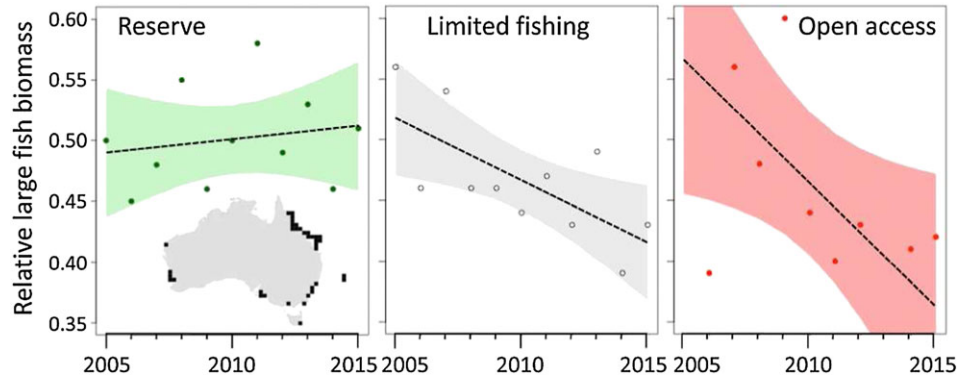 Reserve
Limited fishing
Open access
Relative large fish biomass
0.60
0.55
0.50
0.45
0.40
0.35
2005 2010 2015
2005 2010 2015
2005 2010 2015